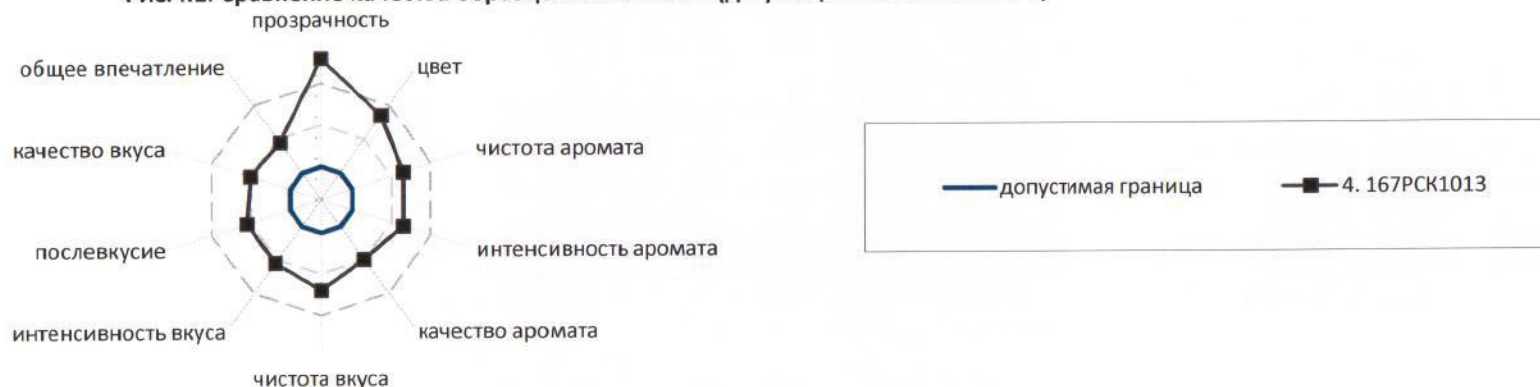 прозрачность
общее впечатление
цвет
качество вкуса
чистота аромата
послевкусие
интенсивность аромата
интенсивность вкуса
качество аромата
чистота вкуса
допустимая граница
4. 167РСК1013